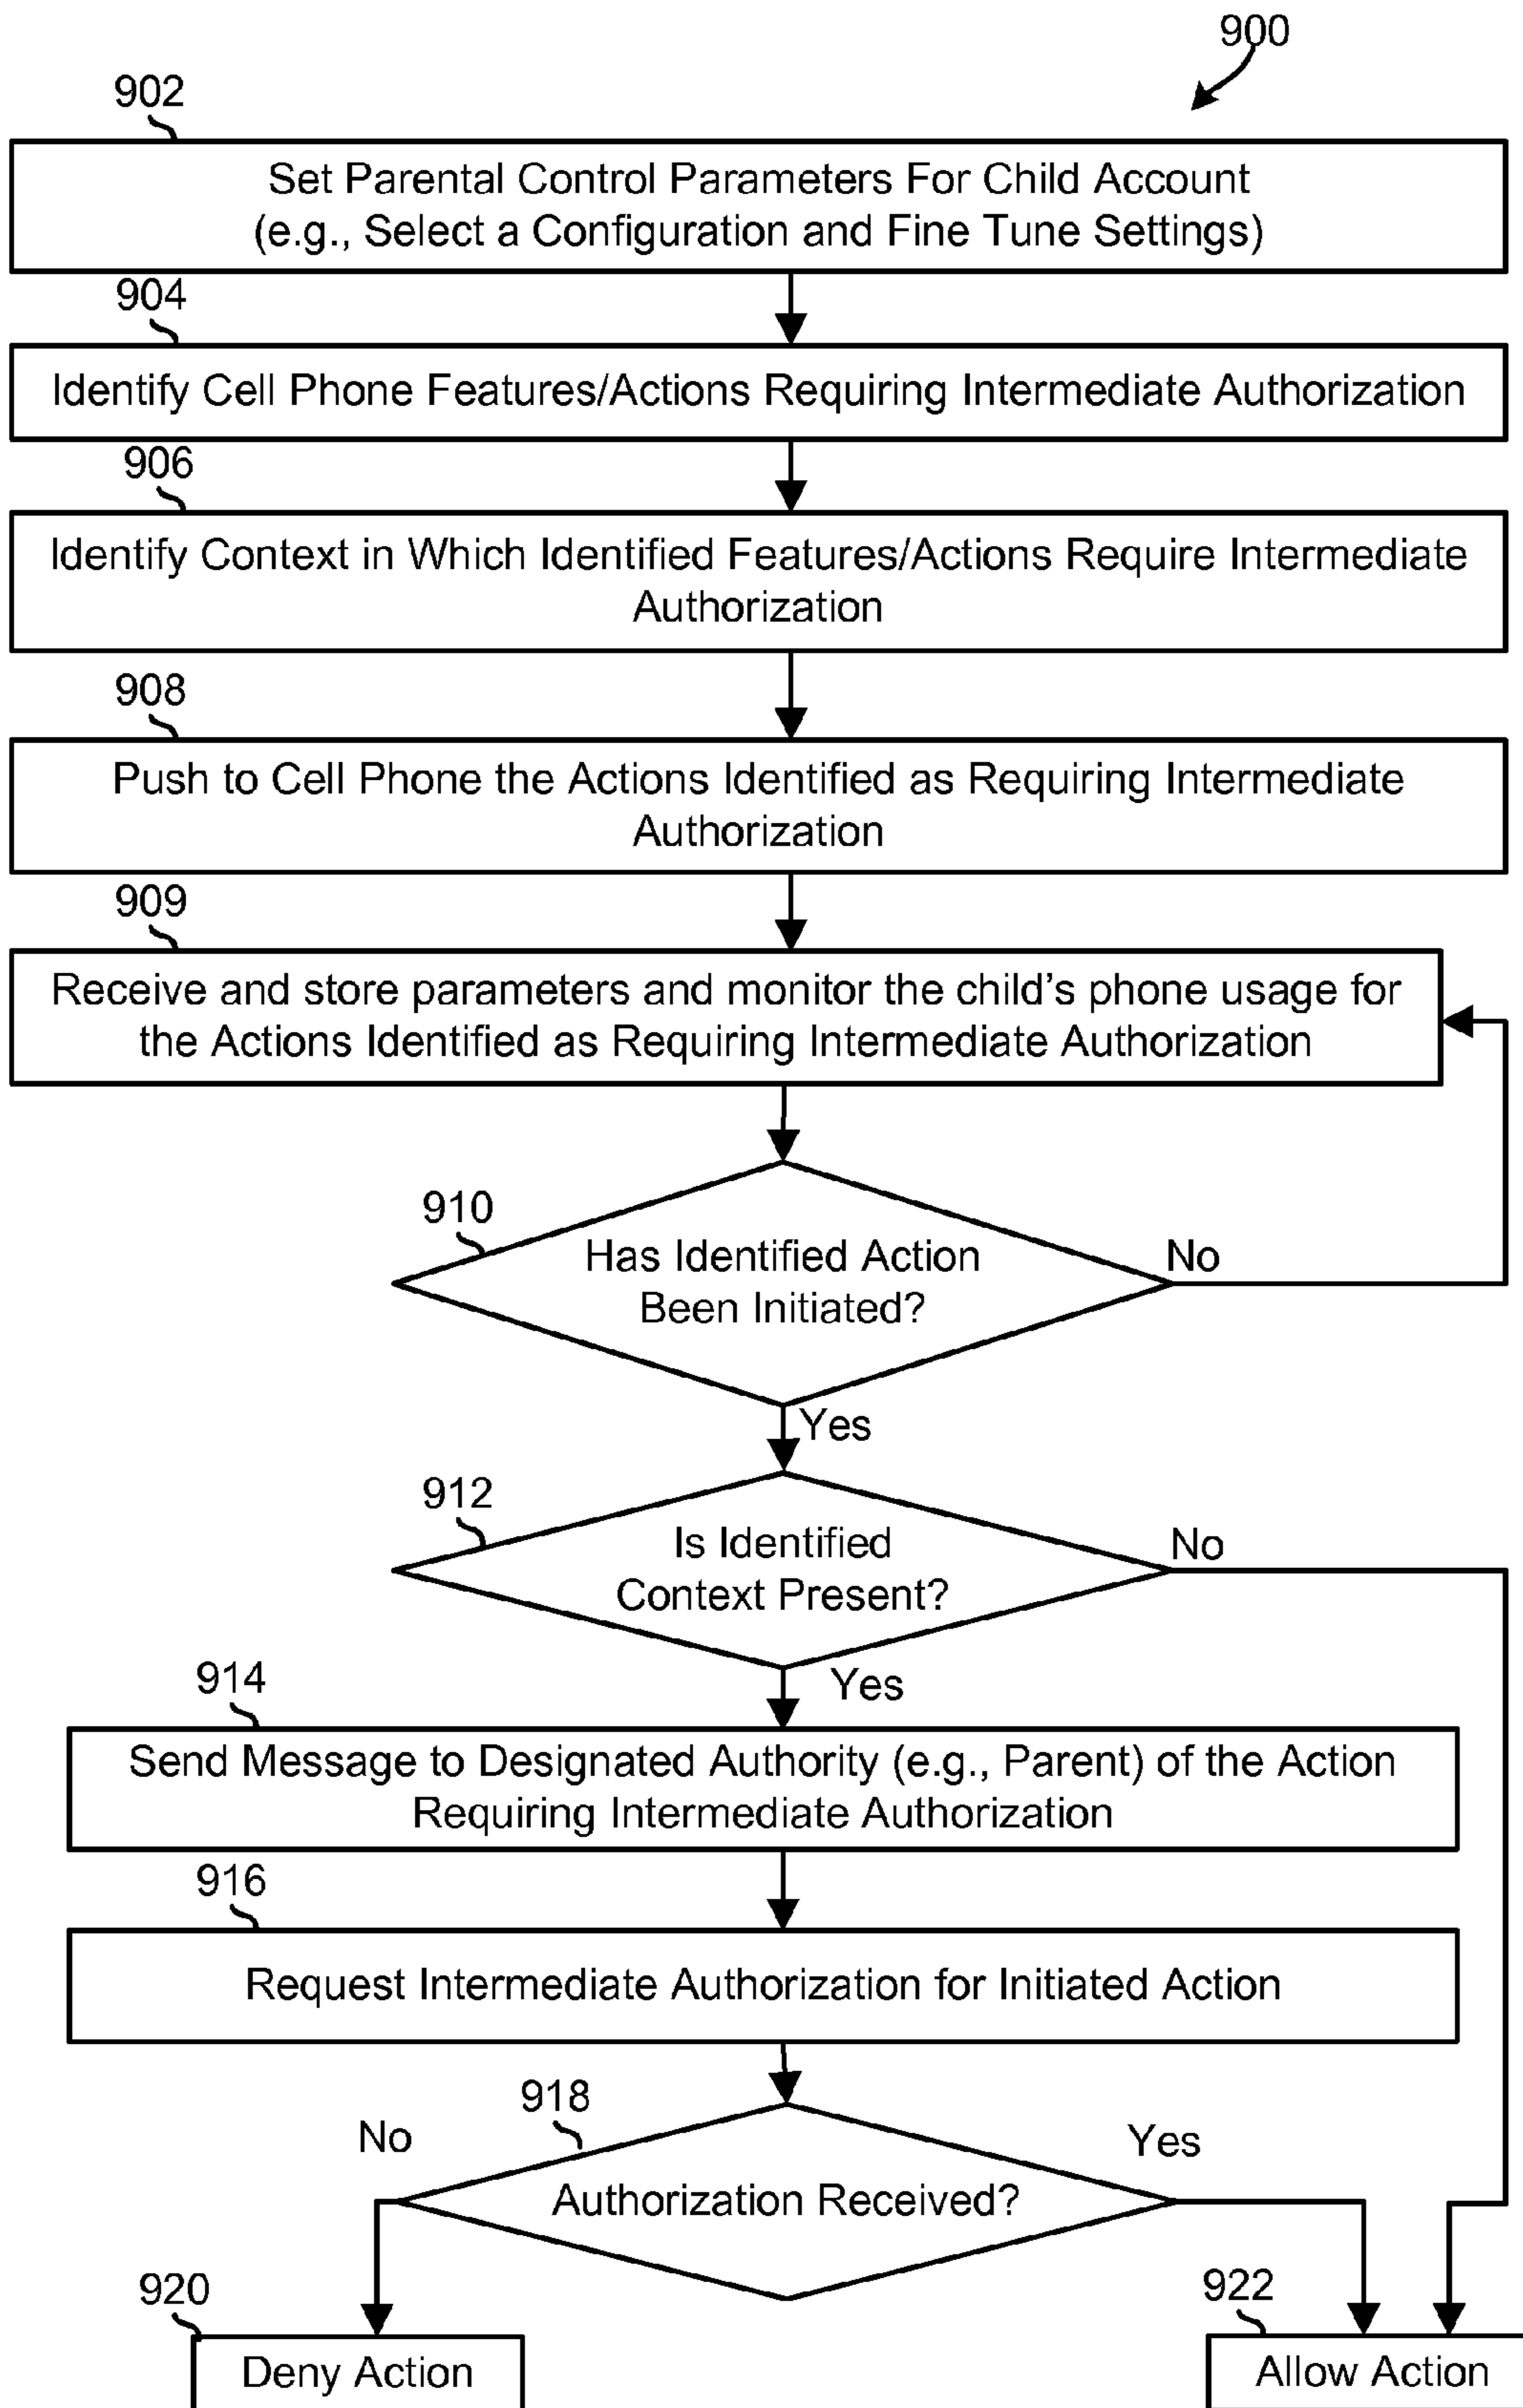 900
902
Set Parental Control Parameters For Child Account
(e.g., Select a Configuration and Fine Tune Settings)
904
Identify Cell Phone Features/Actions Requiring Intermediate Authorization
906
Identify Context in Which Identified Features/Actions Require Intermediate
Authorization
908
Push to Cell Phone the Actions Identified as Requiring Intermediate
Authorization
909
Receive and store parameters and monitor the child's phone usage for
the Actions Identified as Requiring Intermediate Authorization
910
Has Identified Action
Been Initiated?
No
Yes
912
Is Identified
Context Present?
No
Yes
914
Send Message to Designated Authority (e.g., Parent) of the Action
Requiring Intermediate Authorization
916
Request Intermediate Authorization for Initiated Action
918
No
Yes
Authorization Received?
920
Deny Action
922
Allow Action